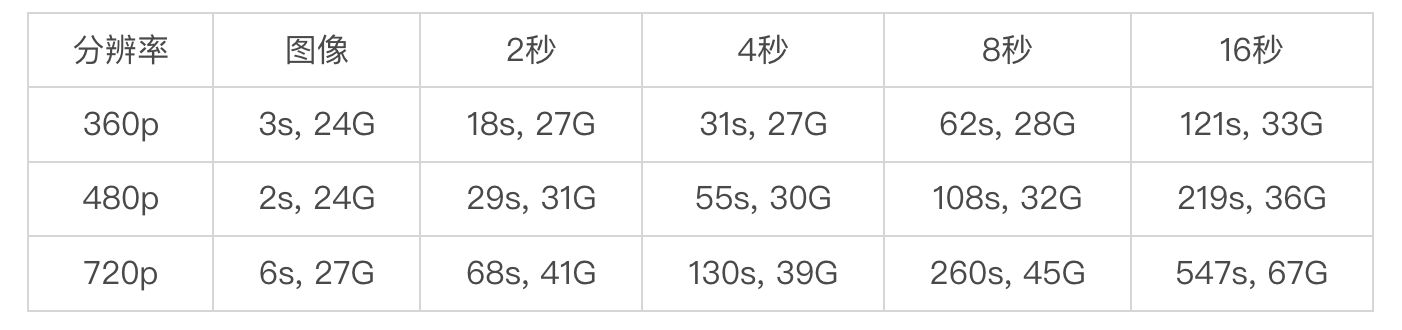 分辨率 图像 2秒 4秒 8秒 16秒
360p 3s, 24G 18s, 27G 31s, 27G 62s, 28G 121s, 33G
480p 2s, 24G 29s, 31G 55s, 30G 108s, 32G 219s, 36G
720p 6s, 27G 68s, 41G 130s, 39G 260s, 45G 547s, 67G